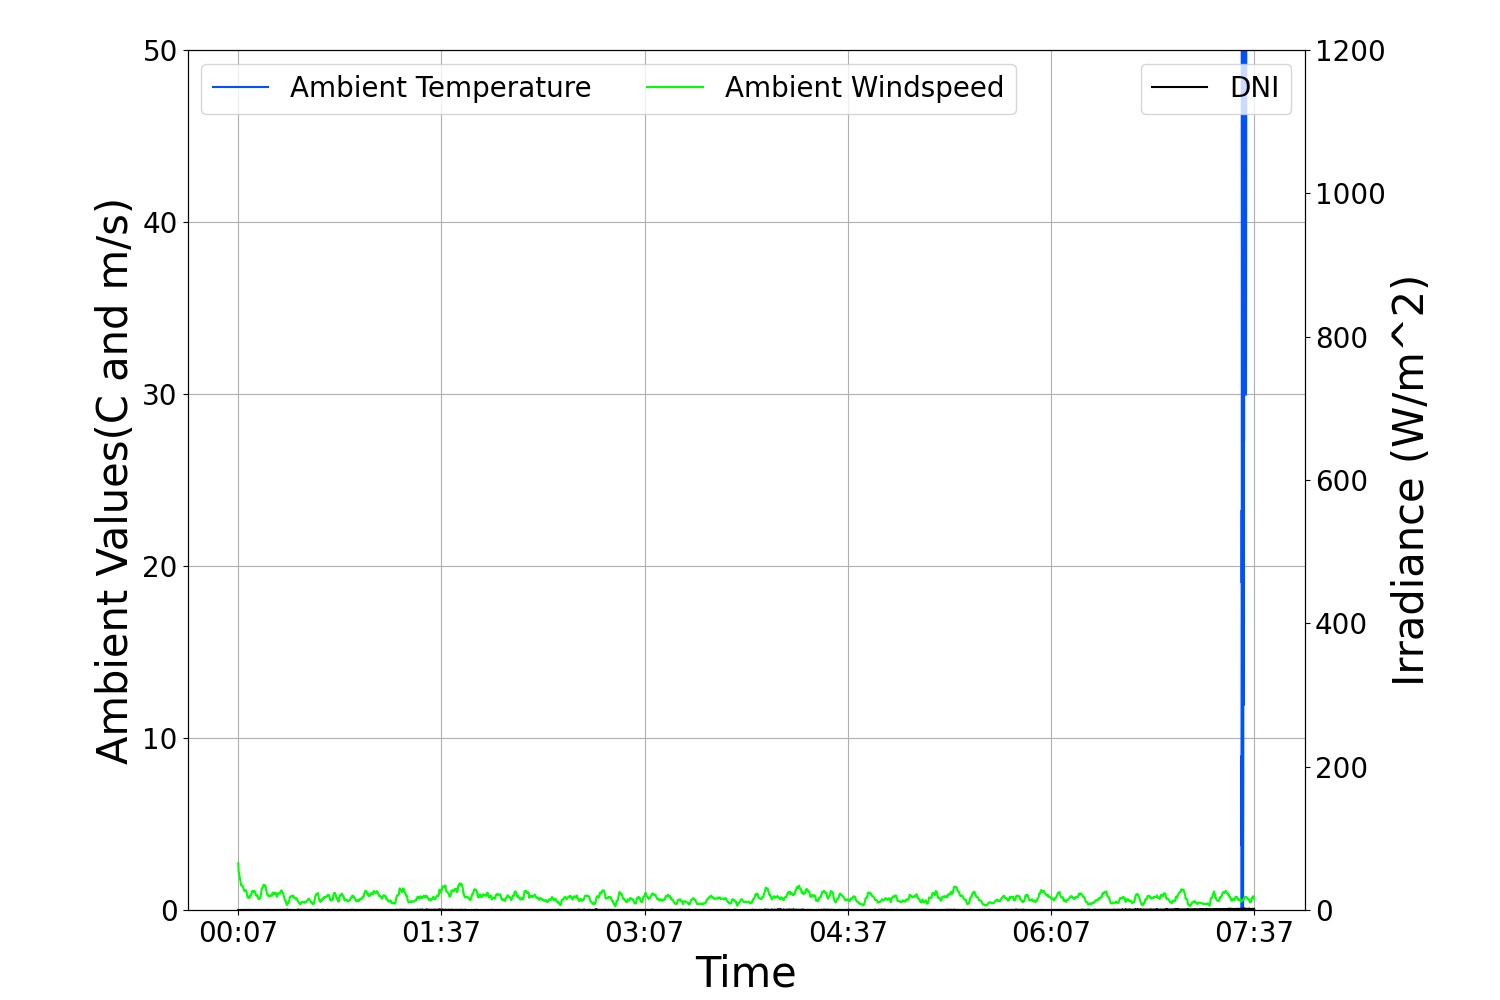 Ambient Temperature
Ambient Windspeed
DNI
Ambient Values(C and m/s)
50
40
30
20
10
0
1200
1000
800
600
400
200
0
Irradiance (W/m^2)
00:07 01:37 03:07 04:37 06:07 07:37
Time